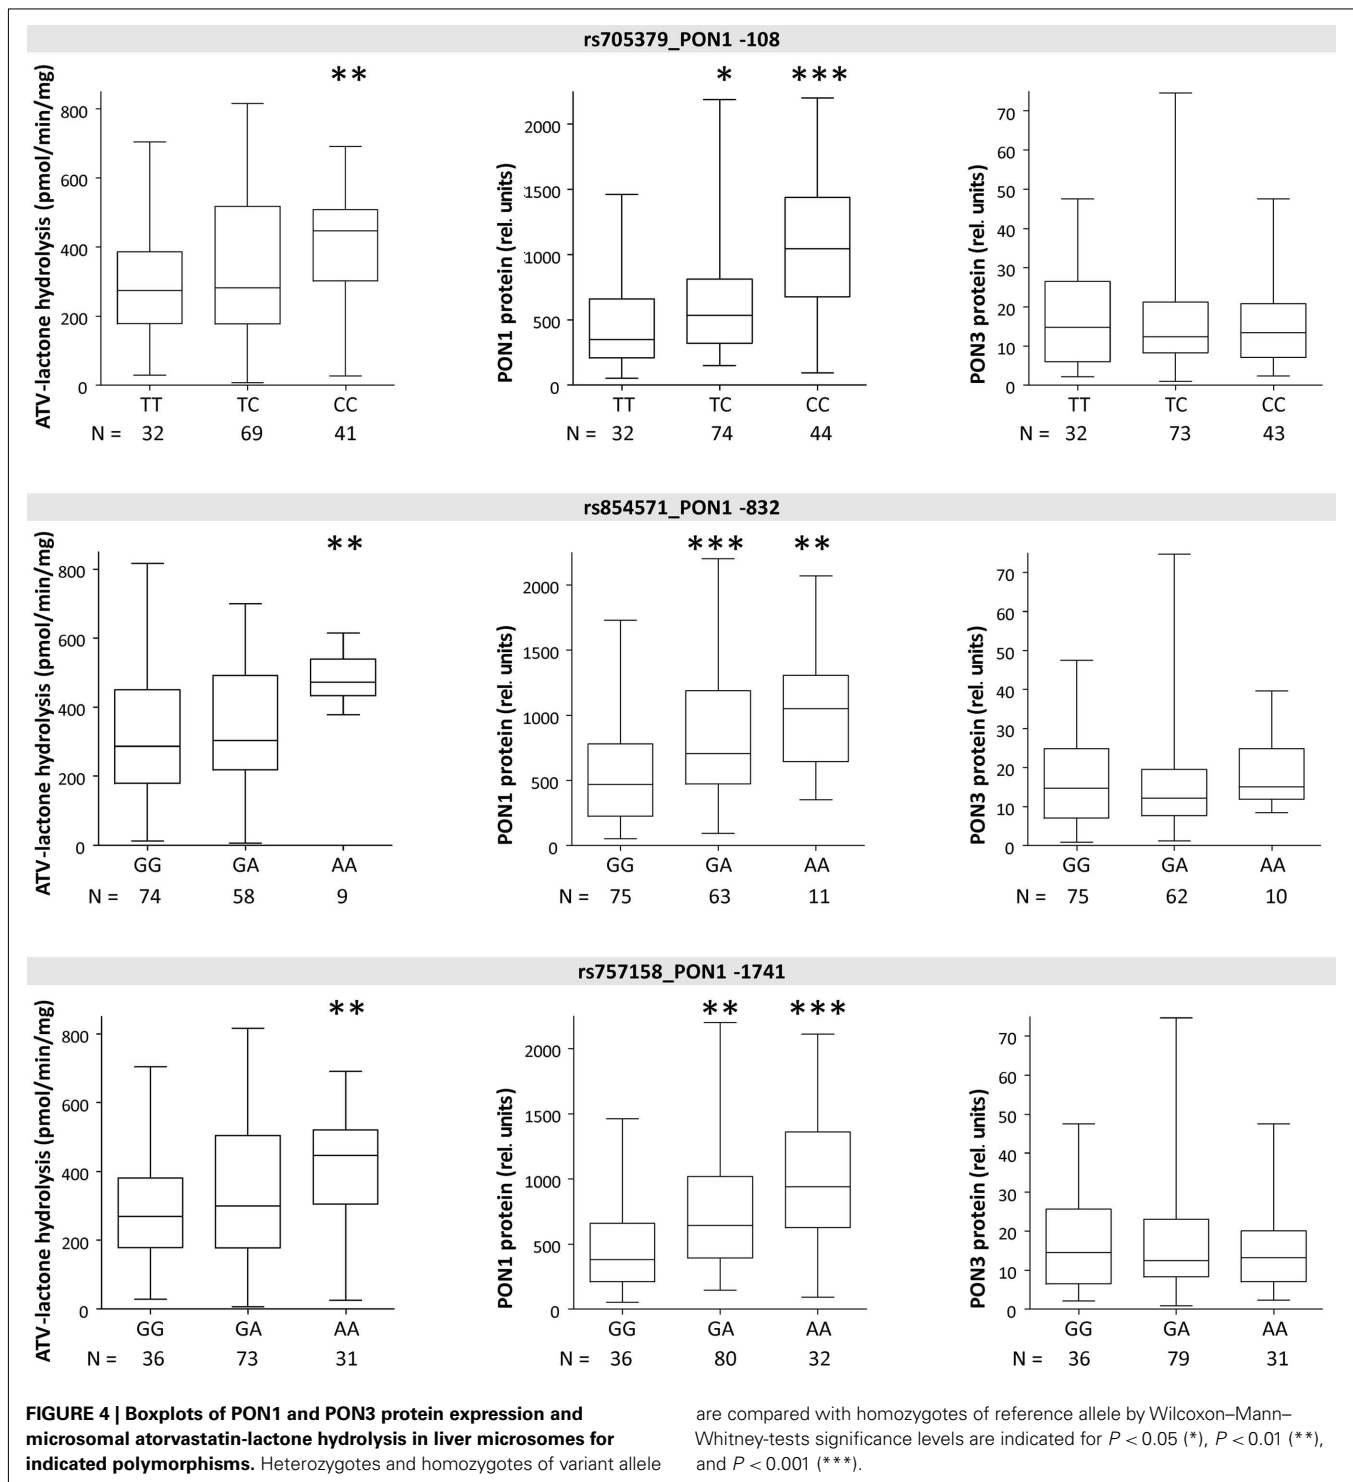 rs705379_PON1 -108
** * ***
ATV-lactone hydrolysis (pmol/min/mg)
800
600
400
200
0
TT TC CC
N = 32 69 41
PON1 protein (rel. units)
2000
1500
1000
500
0
TT TC CC
N = 32 74 44
PON3 protein (rel. units)
70
60
50
40
30
20
10
0
TT TC CC
N = 32 73 43
rs854571_PON1 -832
** *** **
ATV-lactone hydrolysis (pmol/min/mg)
800
600
400
200
0
GG GA AA
N = 74 58 9
PON1 protein (rel. units)
2000
1500
1000
500
0
GG GA AA
N = 75 63 11
PON3 protein (rel. units)
70
60
50
40
30
20
10
0
GG GA AA
N = 75 62 10
rs757158_PON1 -1741
** ** ***
ATV-lactone hydrolysis (pmol/min/mg)
800
600
400
200
0
GG GA AA
N = 36 73 31
PON1 protein (rel. units)
2000
1500
1000
500
0
GG GA AA
N = 36 80 32
PON3 protein (rel. units)
70
60
50
40
30
20
10
0
GG GA AA
N = 36 79 31
FIGURE 4 | Boxplots of PON1 and PON3 protein expression and
microsomal atorvastatin-lactone hydrolysis in liver microsomes for
indicated polymorphisms. Heterozygotes and homozygotes of variant allele
are compared with homozygotes of reference allele by Wilcoxon–Mann–
Whitney-tests significance levels are indicated for P < 0.05 (*), P < 0.01 (**),
and P < 0.001 (***).